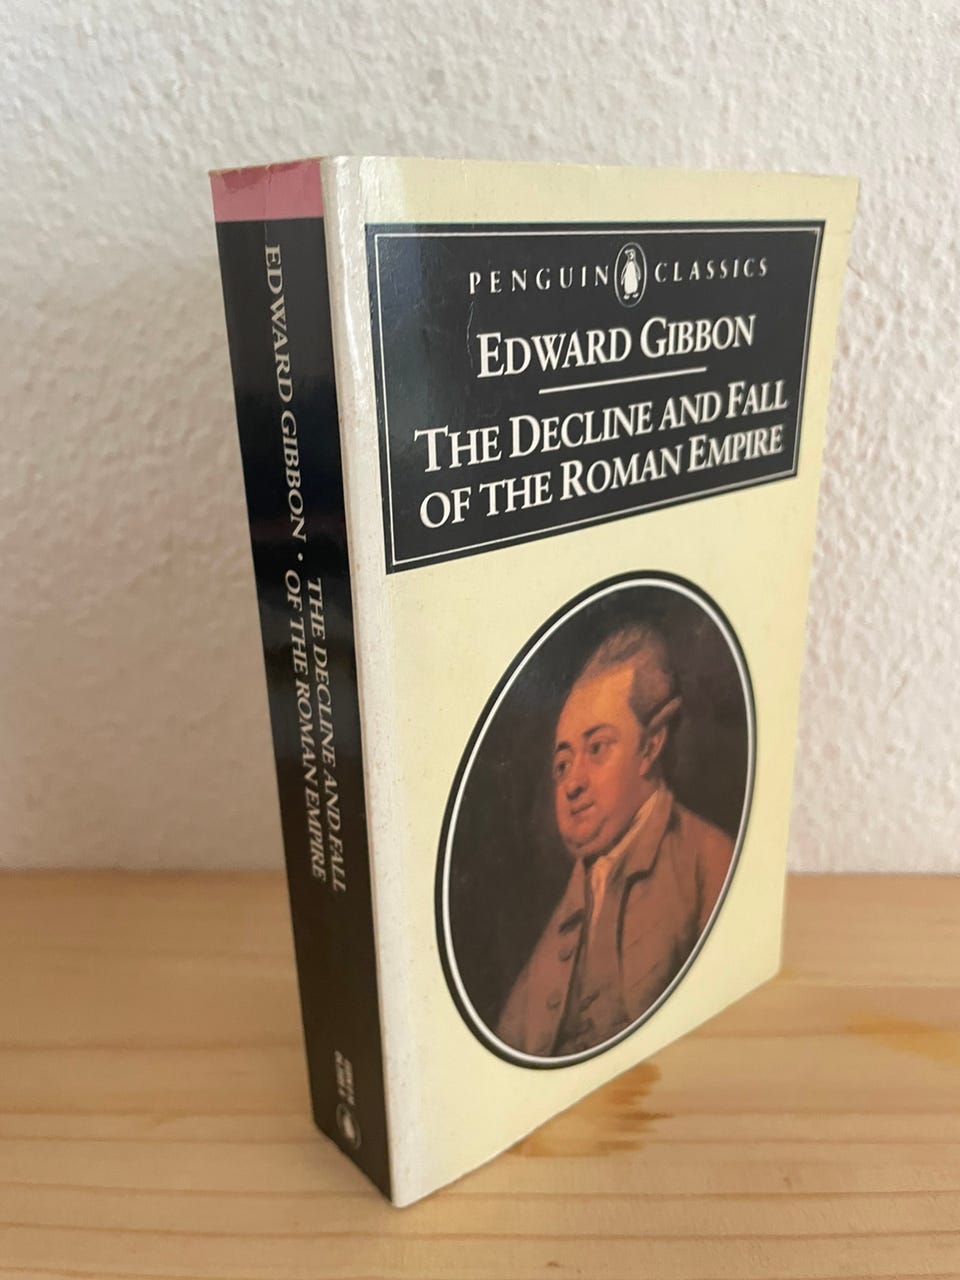 PENGUIN CLASSICS
EDWARD GIBBON
THE DECLINE AND FALL
OF THE ROMAN EMPIRE
EDWARD GIBBON · THE DECLINE AND FALL
OF THE ROMAN EMPIRE